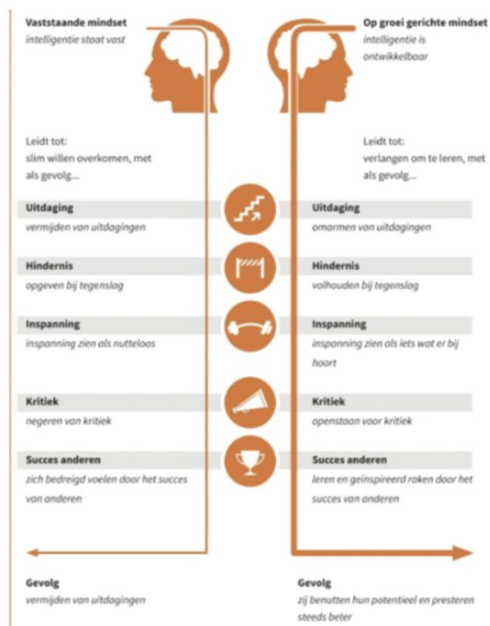 Vaststaande mindset
intelligentie staat vast
Op groei gerichte mindset
intelligentie is
ontwikkelbaar
Leidt tot:
slim willen overkomen, met
als gevolg...
Leidt tot:
verlangen om te leren, met
als gevolg...
Uitdaging
vermijden van uitdagingen
Uitdaging
omarmen van uitdagingen
Hindernis
opgeven bij tegenslag
Hindernis
volhouden bij tegenslag
Inspanning
inspanning zien als nutteloos
Inspanning
inspanning zien als iets wat er bij
hoort
Kritiek
negeren van kritiek
Kritiek
openstaan voor kritiek
Succes anderen
zich bedreigd voelen door het succes
van anderen
Succes anderen
leren en geïnspireerd raken door het
succes van anderen
Gevolg
vermijden van uitdagingen
Gevolg
zij benutten hun potentieel en presteren
steeds beter